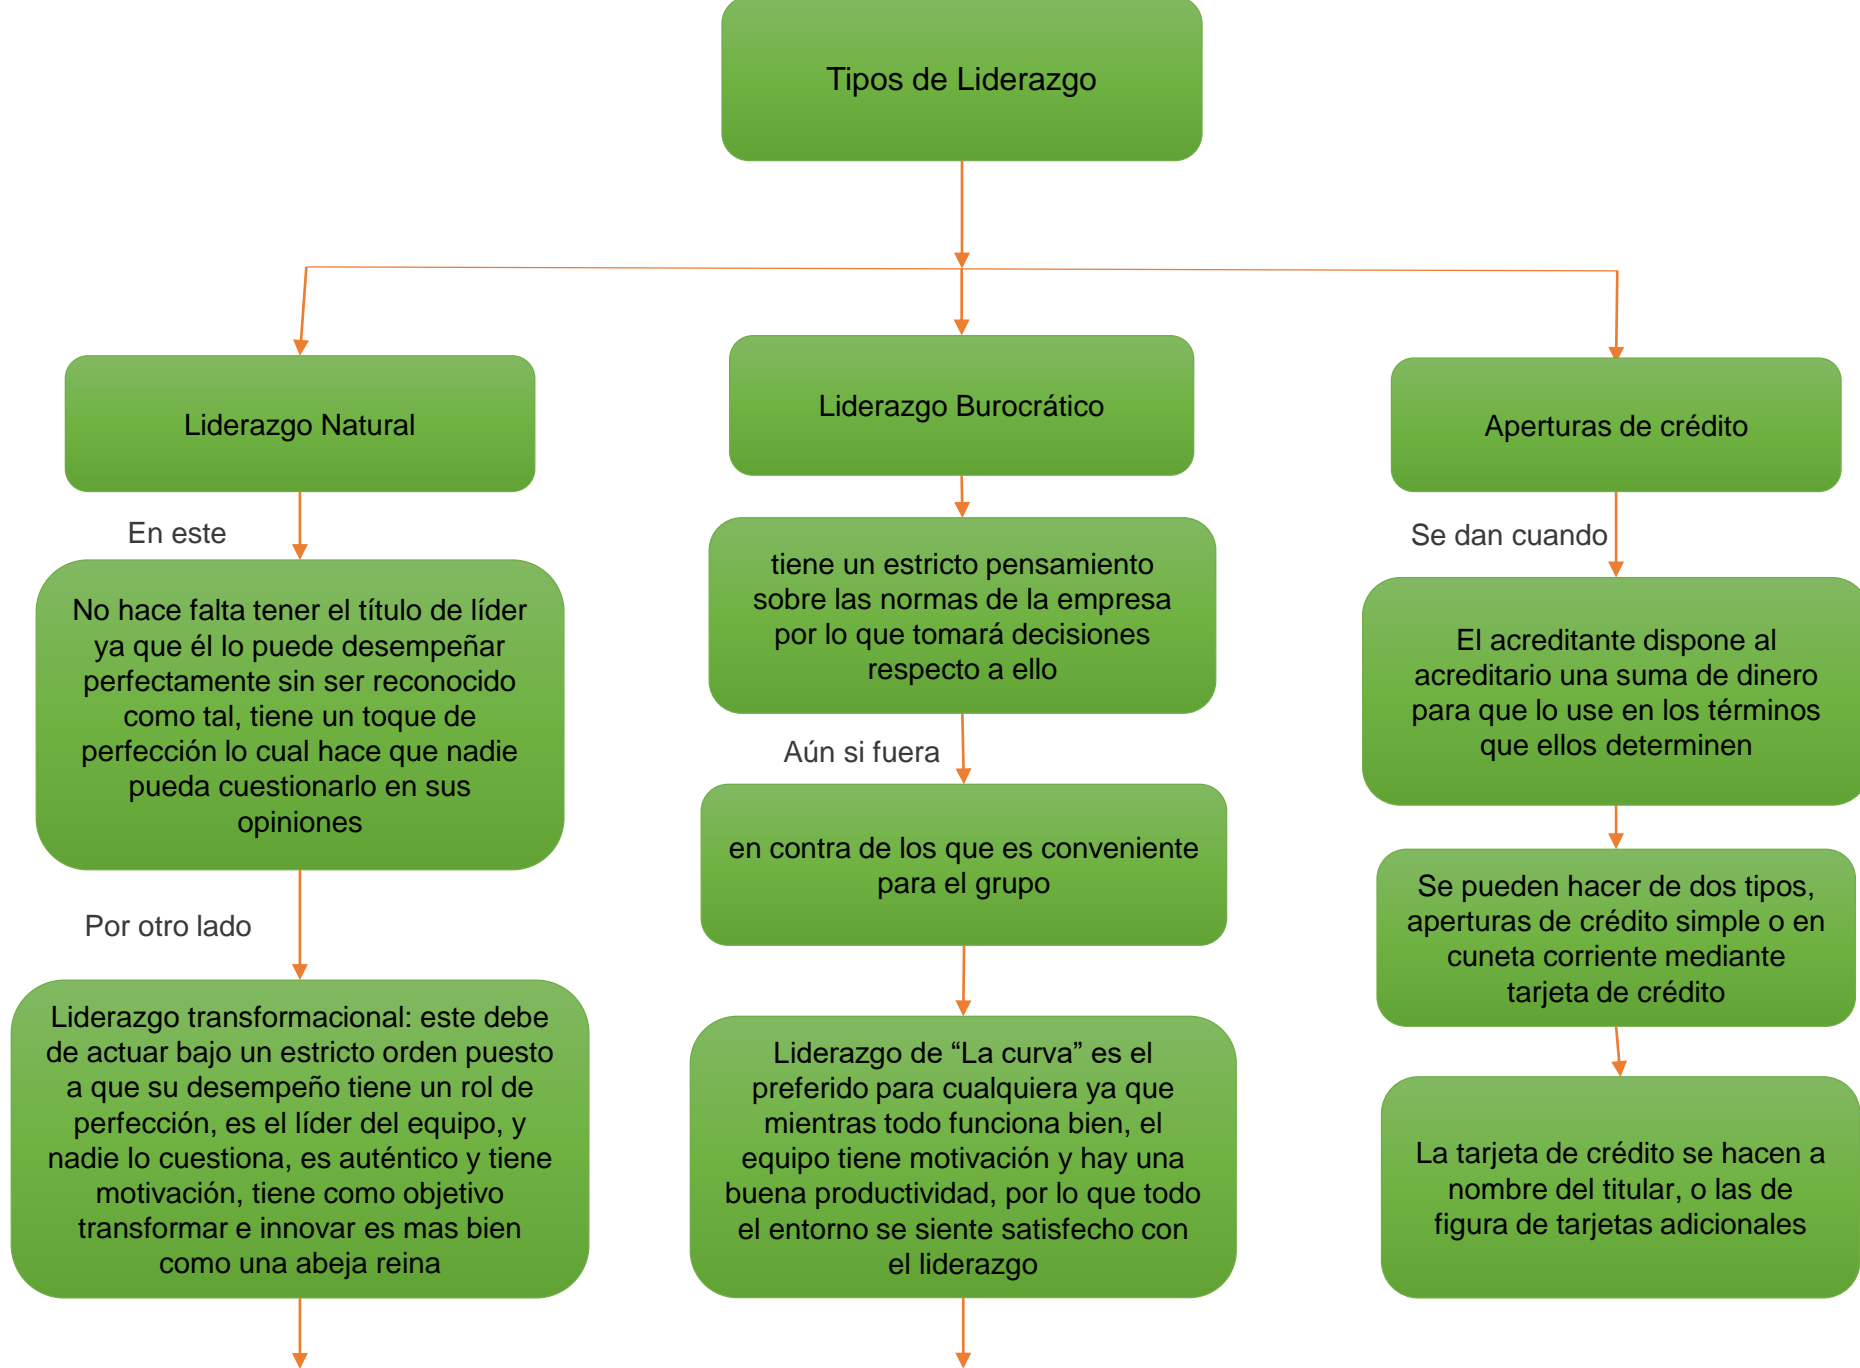 Tipos de Liderazgo
Liderazgo Natural
En este
No hace falta tener el título de líder
ya que él lo puede desempeñar
perfectamente sin ser reconocido
como tal, tiene un toque de
perfección lo cual hace que nadie
pueda cuestionarlo en sus
opiniones
Por otro lado
Liderazgo transformacional: este debe
de actuar bajo un estricto orden puesto
a que su desempeño tiene un rol de
perfección, es el líder del equipo, y
nadie lo cuestiona, es auténtico y tiene
motivación, tiene como objetivo
transformar e innovar es mas bien
como una abeja reina
Liderazgo Burocrático
tiene un estricto pensamiento
sobre las normas de la empresa
por lo que tomará decisiones
respecto a ello
Aún si fuera
en contra de los que es conveniente
para el grupo
Liderazgo de “La curva” es el
preferido para cualquiera ya que
mientras todo funciona bien, el
equipo tiene motivación y hay una
buena productividad, por lo que todo
el entorno se siente satisfecho con
el liderazgo
Aperturas de crédito
Se dan cuando
El acreditante dispone al
acreditario una suma de dinero
para que lo use en los términos
que ellos determinen
Se pueden hacer de dos tipos,
aperturas de crédito simple o en
cuneta corriente mediante
tarjeta de crédito
La tarjeta de crédito se hacen a
nombre del titular, o las de
figura de tarjetas adicionales